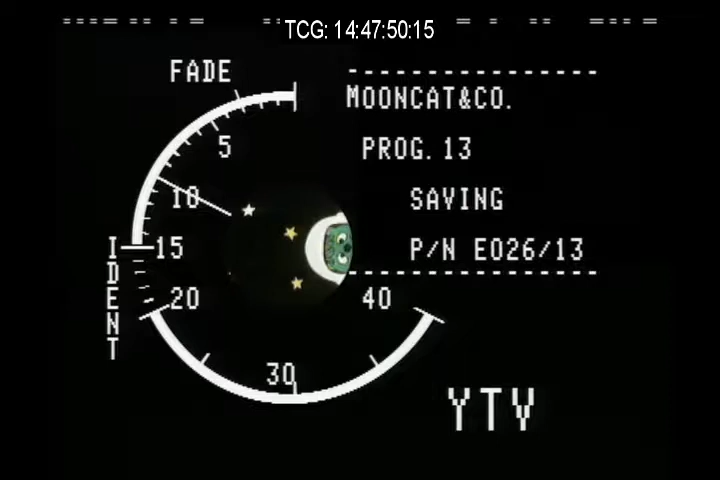 TCG: 14:47:50:15
FADE
MOONCAT&CO.
PROG. 13
SAVING
P/N E026/13
5
10
15
20
30
40
IDENT
YTV